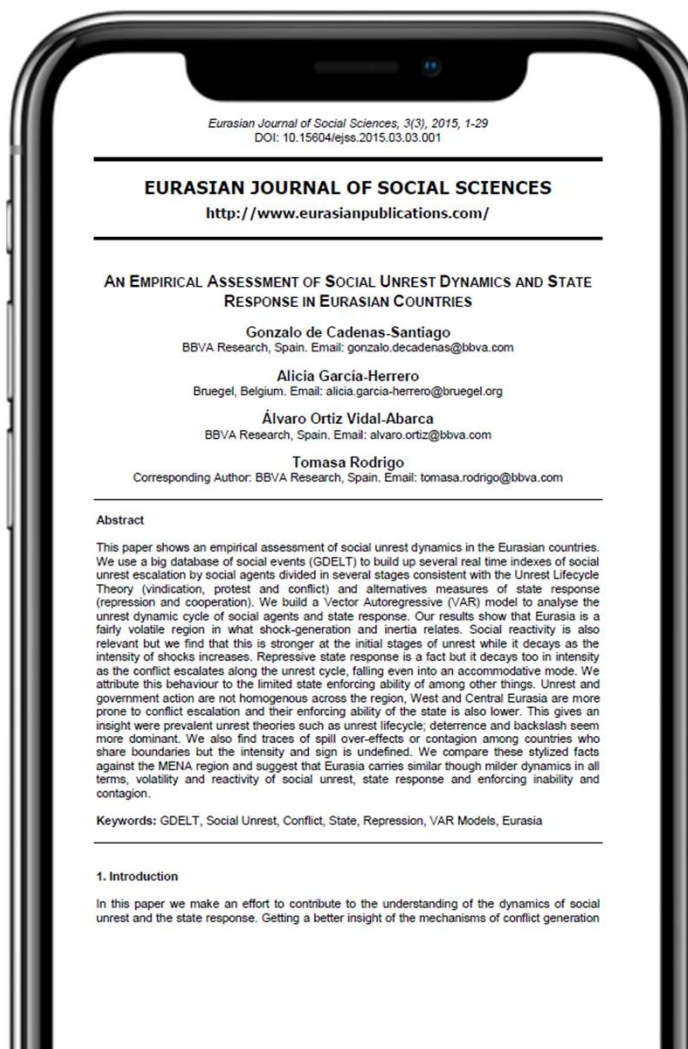 Eurasian Journal of Social Sciences, 3(3), 2015, 1-29
DOI: 10.15604/ejss.2015.03.03.001
EURASIAN JOURNAL OF SOCIAL SCIENCES
http://www.eurasianpublications.com/
AN EMPIRICAL ASSESSMENT OF SOCIAL UNREST DYNAMICS AND STATE
RESPONSE IN EURASIAN COUNTRIES
Gonzalo de Cadenas-Santiago
BBVA Research, Spain. Email: gonzalo.decadenas@bbva.com
Alicia García-Herrero
Bruegel, Belgium. Email: alicia.garcia-herrero@bruegel.org
Álvaro Ortiz Vidal-Abarca
BBVA Research, Spain. Email: alvaro.ortiz@bbva.com
Tomasa Rodrigo
Corresponding Author: BBVA Research, Spain. Email: tomasa.rodrigo@bbva.com
Abstract
This paper shows an empirical assessment of social unrest dynamics in the Eurasian countries.
We use a big database of social events (GDELT) to build up several real time indexes of social
unrest escalation by social agents divided in several stages consistent with the Unrest Lifecycle
Theory (vindication, protest and conflict) and alternatives measures of state response
(repression and cooperation). We build a Vector Autoregressive (VAR) model to analyse the
unrest dynamic cycle of social agents and state response. Our results show that Eurasia is a
fairly volatile region in what shock-generation and inertia relates. Social reactivity is also
relevant but we find that this is stronger at the initial stages of unrest while it decays as the
intensity of shocks increases. Repressive state response is a fact but it decays too in intensity
as the conflict escalates along the unrest cycle, falling even into an accommodative mode. We
attribute this behaviour to the limited state enforcing ability of among other things. Unrest and
government action are not homogenous across the region, West and Central Eurasia are more
prone to conflict escalation and their enforcing ability of the state is also lower. This gives an
insight were prevalent unrest theories such as unrest lifecycle; deterrence and backslash seem
more dominant. We also find traces of spill over-effects or contagion among countries who
share boundaries but the intensity and sign is undefined. We compare these stylized facts
against the MENA region and suggest that Eurasia carries similar though milder dynamics in all
terms, volatility and reactivity of social unrest, state response and enforcing inability and
contagion.
Keywords: GDELT, Social Unrest, Conflict, State, Repression, VAR Models, Eurasia
1. Introduction
In this paper we make an effort to contribute to the understanding of the dynamics of social
unrest and the state response. Getting a better insight of the mechanisms of conflict generation